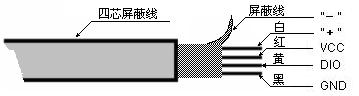 四芯屏蔽线
屏蔽线 "－"
白 "+"
红 VCC
黄 DIO
黑 GND